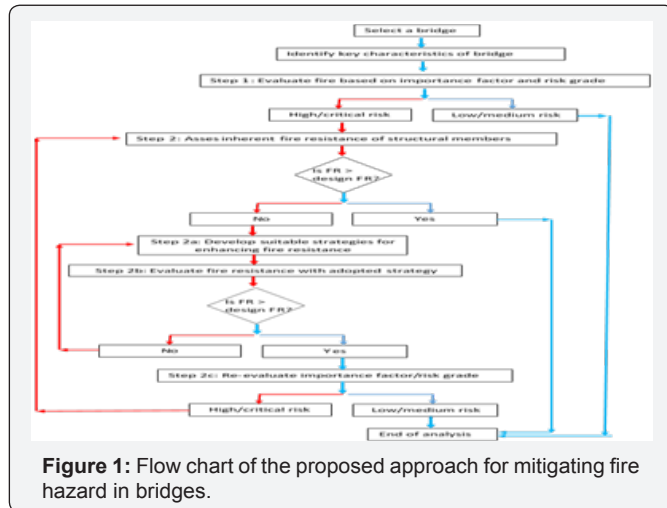 Select a bridge
Identify key characteristics of bridge
Step 1: Evaluate fire based on importance factor and risk grade
High/critical risk
Low/medium risk
Step 2: Asses inherent fire resistance of structural members
Is FR >
design FR?
No
Yes
Step 2a: Develop suitable strategies for
enhancing fire resistance
Step 2b: Evaluate fire resistance with adopted strategy
Is FR >
design FR?
No
Yes
Step 2c: Re-evaluate importance factor/risk grade
High/critical risk
Low/medium risk
End of analysis
Figure 1: Flow chart of the proposed approach for mitigating fire
hazard in bridges.